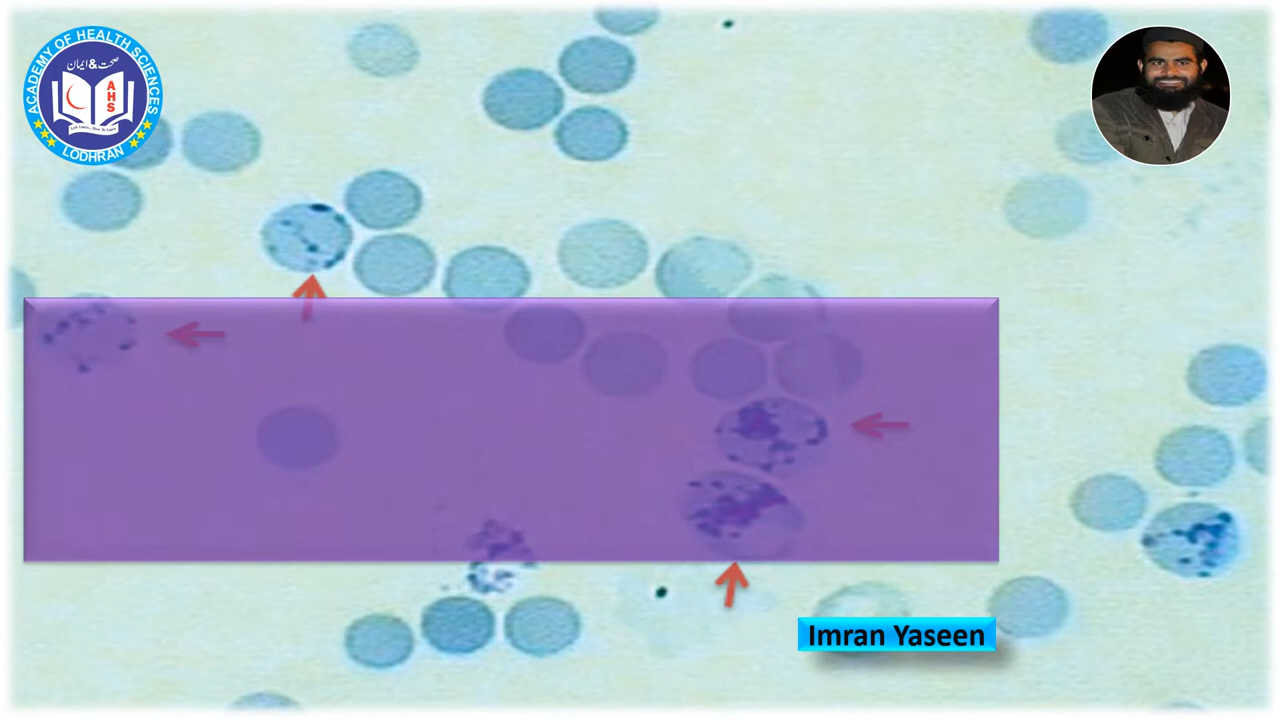 ACADEMY OF HEALTH SCIENCES
صحت&ایمان
AHS
LODHRAN
Imran Yaseen